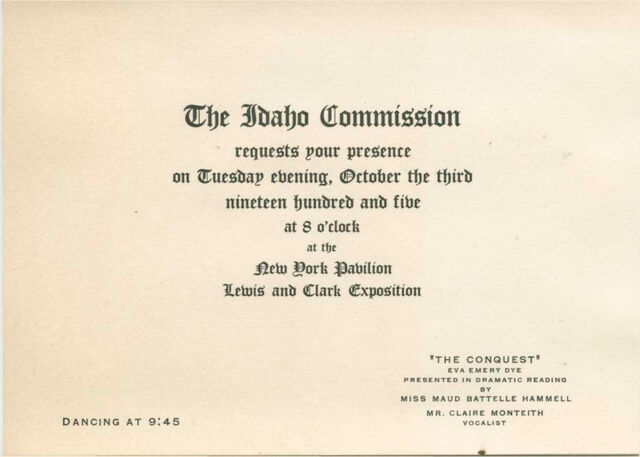 The Idaho Commission
requests your presence
on Tuesday evening, October the third
nineteen hundred and five
at 8 o'clock
at the
New York Pavilion
Lewis and Clark Exposition
"THE CONQUEST"
EVA EMERY DYE
PRESENTED IN DRAMATIC READING
BY
MISS MAUD BATTELLE HAMMELL
MR. CLAIRE MONTEITH
VOCALIST
DANCING AT 9:45